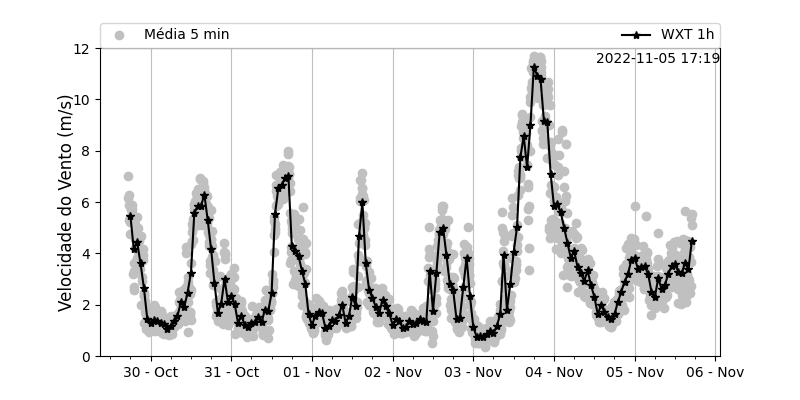 Média 5 min
WXT 1h
2022-11-05 17:19
Velocidade do Vento (m/s)
12
10
8
6
4
2
0
30 - Oct
31 - Oct
01 - Nov
02 - Nov
03 - Nov
04 - Nov
05 - Nov
06 - Nov